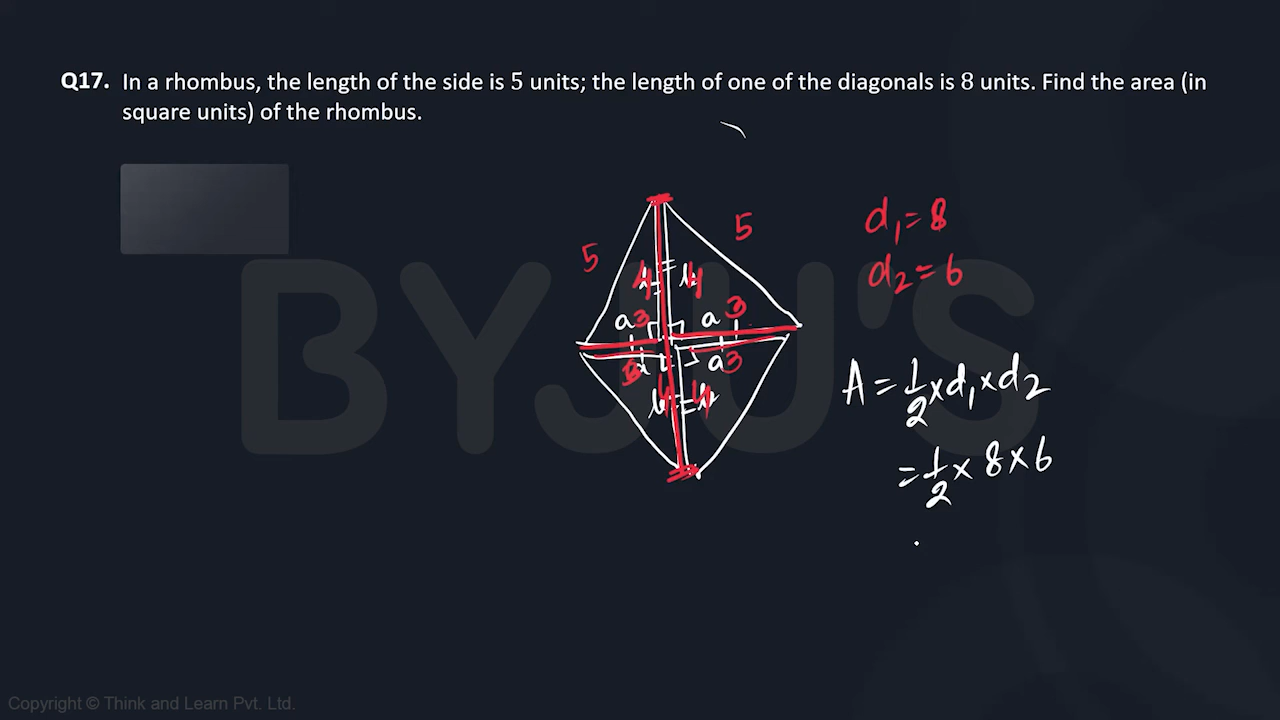 Q17. In a rhombus, the length of the side is 5 units; the length of one of the diagonals is 8 units. Find the area (in
square units) of the rhombus.
5
5
d₁ = 8
d₂ = 6
4 4
a 3 a 3
a 3
4 4
A = 1/2 × d₁ × d₂
= 1/2 × 8 × 6
BYJU'S
Copyright © Think and Learn Pvt. Ltd.